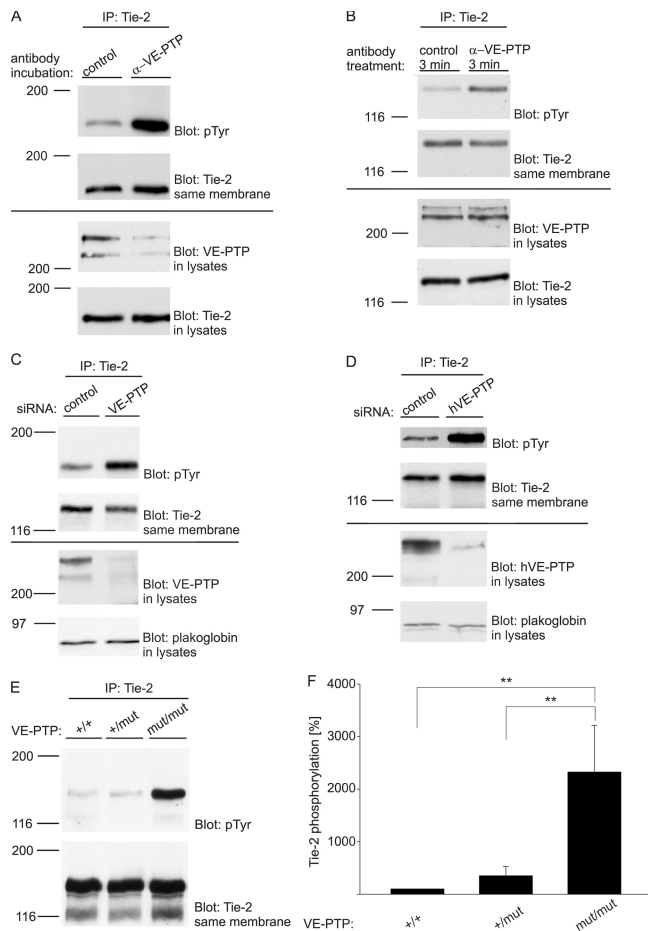 A
IP: Tie-2
antibody
incubation:
control
α–VE-PTP
200
Blot: pTyr
200
Blot: Tie-2
same membrane
Blot: VE-PTP
in lysates
200
200
Blot: Tie-2
in lysates
B
IP: Tie-2
antibody
treatment:
control
3 min
α–VE-PTP
3 min
116
Blot: pTyr
116
Blot: Tie-2
same membrane
200
Blot: VE-PTP
in lysates
116
Blot: Tie-2
in lysates
C
IP: Tie-2
siRNA:
control
VE-PTP
200
Blot: pTyr
116
Blot: Tie-2
same membrane
200
Blot: VE-PTP
in lysates
97
Blot: plakoglobin
in lysates
D
IP: Tie-2
siRNA:
control
hVE-PTP
Blot: pTyr
116
Blot: Tie-2
same membrane
200
Blot: hVE-PTP
in lysates
97
Blot: plakoglobin
in lysates
E
IP: Tie-2
VE-PTP:
+/+
+/mut
mut/mut
200
116
Blot: pTyr
200
116
Blot: Tie-2
same membrane
F
Tie-2 phosphorylation [%]
4000
3000
2000
1000
**
**
VE-PTP:
+/+
+/mut
mut/mut